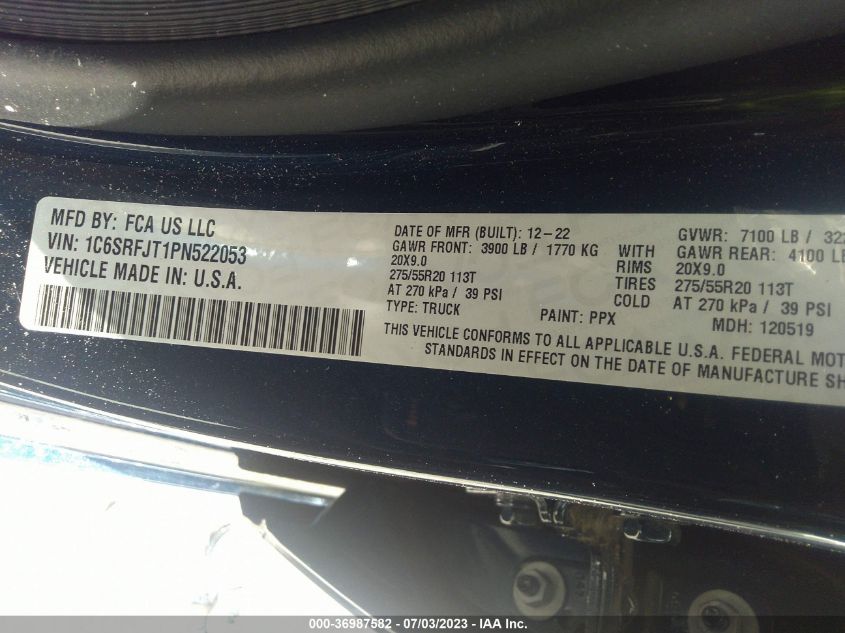 MFD BY: FCA US LLC
VIN: 1C6SRFJT1PN522053
VEHICLE MADE IN: U.S.A.
DATE OF MFR (BUILT): 12-22
GAWR FRONT: 3900 LB / 1770 KG
20X9.0
275/55R20 113T
AT 270 kPa / 39 PSI
TYPE: TRUCK
PAINT: PPX
WITH
RIMS
TIRES
COLD
GVWR: 7100 LB / 322
GAWR REAR: 4100 LB
20X9.0
275/55R20 113T
AT 270 kPa / 39 PSI
MDH: 120519
THIS VEHICLE CONFORMS TO ALL APPLICABLE U.S.A. FEDERAL MOT
STANDARDS IN EFFECT ON THE DATE OF MANUFACTURE SH
000-36987582 - 07/03/2023 - © IAA Inc.